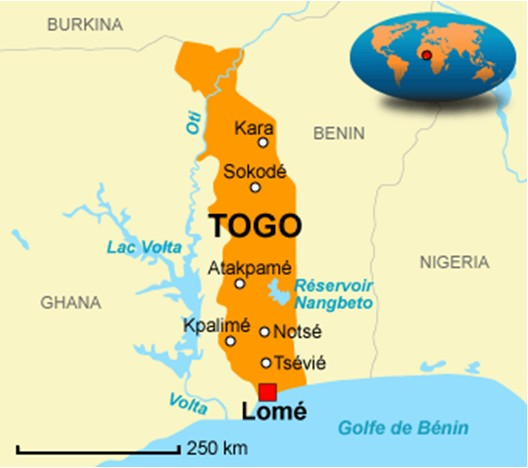 BURKINA
Oti
Kara
BENIN
Sokodé
TOGO
Lac Volta
Atakpamé
NIGERIA
Réservoir
Nangbeto
GHANA
Kpalimé
Notsé
Tsévié
Volta
Lomé
Golfe de Bénin
250 km